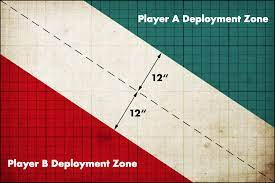 Player A Deployment Zone
12"
12"
Player B Deployment Zone